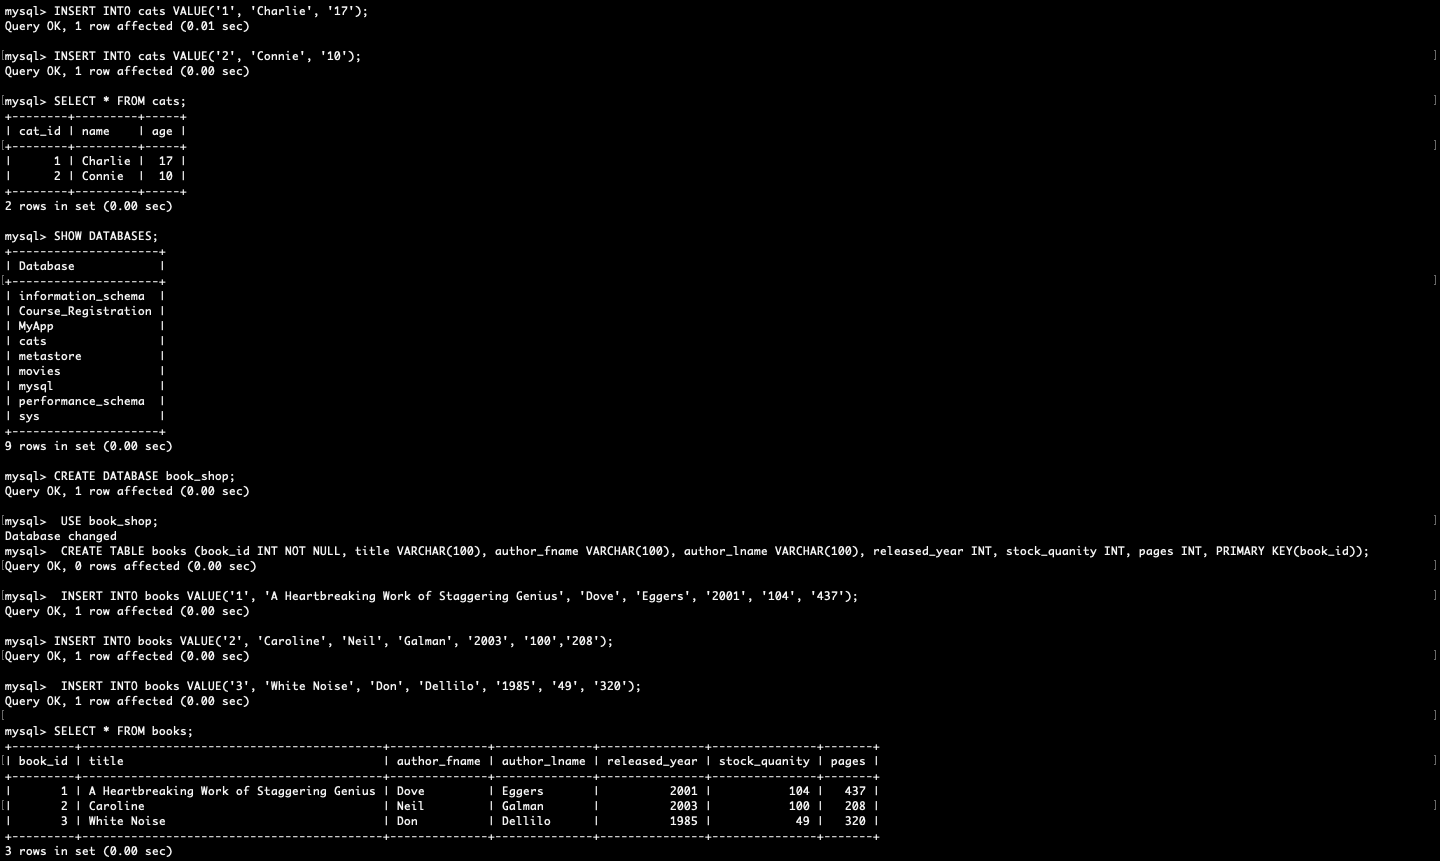 mysql> INSERT INTO cats VALUE('1', 'Charlie', '17');
Query OK, 1 row affected (0.01 sec)

[mysql> INSERT INTO cats VALUE('2', 'Connie', '10'); ]
Query OK, 1 row affected (0.00 sec)

[mysql> SELECT * FROM cats; ]
+--------+---------+-----+
| cat_id | name    | age |
[+--------+---------+-----+ ]
|      1 | Charlie |  17 |
|      2 | Connie  |  10 |
+--------+---------+-----+
2 rows in set (0.00 sec)

mysql> SHOW DATABASES;
+---------------------+
| Database            |
[+---------------------+ ]
| information_schema  |
| Course_Registration |
| MyApp               |
| cats                |
| metastore           |
| movies              |
| mysql               |
| performance_schema  |
| sys                 |
+---------------------+
9 rows in set (0.00 sec)

mysql> CREATE DATABASE book_shop;
Query OK, 1 row affected (0.00 sec)

[mysql>  USE book_shop; ]
Database changed
mysql>  CREATE TABLE books (book_id INT NOT NULL, title VARCHAR(100), author_fname VARCHAR(100), author_lname VARCHAR(100), released_year INT, stock_quanity INT, pages INT, PRIMARY KEY(book_id));
[Query OK, 0 rows affected (0.00 sec) ]

[mysql>  INSERT INTO books VALUE('1', 'A Heartbreaking Work of Staggering Genius', 'Dove', 'Eggers', '2001', '104', '437'); ]
Query OK, 1 row affected (0.00 sec)

mysql> INSERT INTO books VALUE('2', 'Caroline', 'Neil', 'Galman', '2003', '100','208');
[Query OK, 1 row affected (0.00 sec) ]

mysql>  INSERT INTO books VALUE('3', 'White Noise', 'Don', 'Dellilo', '1985', '49', '320');
Query OK, 1 row affected (0.00 sec)
[ ]
mysql> SELECT * FROM books;
+---------+-------------------------------------------+--------------+--------------+---------------+---------------+-------+
[| book_id | title                                     | author_fname | author_lname | released_year | stock_quanity | pages | ]
+---------+-------------------------------------------+--------------+--------------+---------------+---------------+-------+
|       1 | A Heartbreaking Work of Staggering Genius | Dove         | Eggers       |          2001 |           104 |   437 |
[|       2 | Caroline                                  | Neil         | Galman       |          2003 |           100 |   208 | ]
|       3 | White Noise                               | Don          | Dellilo      |          1985 |            49 |   320 |
+---------+-------------------------------------------+--------------+--------------+---------------+---------------+-------+
3 rows in set (0.00 sec)